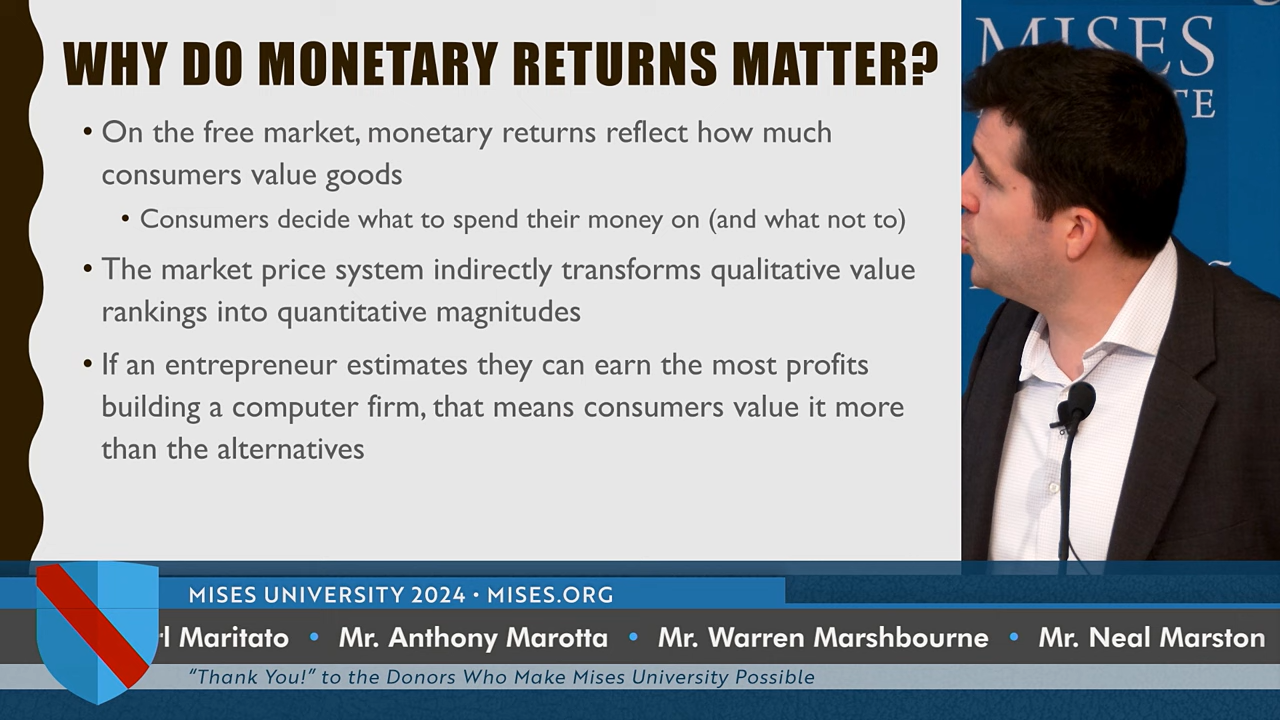 WHY DO MONETARY RETURNS MATTER?
• On the free market, monetary returns reflect how much
consumers value goods
• Consumers decide what to spend their money on (and what not to)
• The market price system indirectly transforms qualitative value
rankings into quantitative magnitudes
• If an entrepreneur estimates they can earn the most profits
building a computer firm, that means consumers value it more
than the alternatives
MISES
MISES UNIVERSITY 2024 • MISES.ORG
Maritato • Mr. Anthony Marotta • Mr. Warren Marshbourne • Mr. Neal Marston
“Thank You!” to the Donors Who Make Mises University Possible